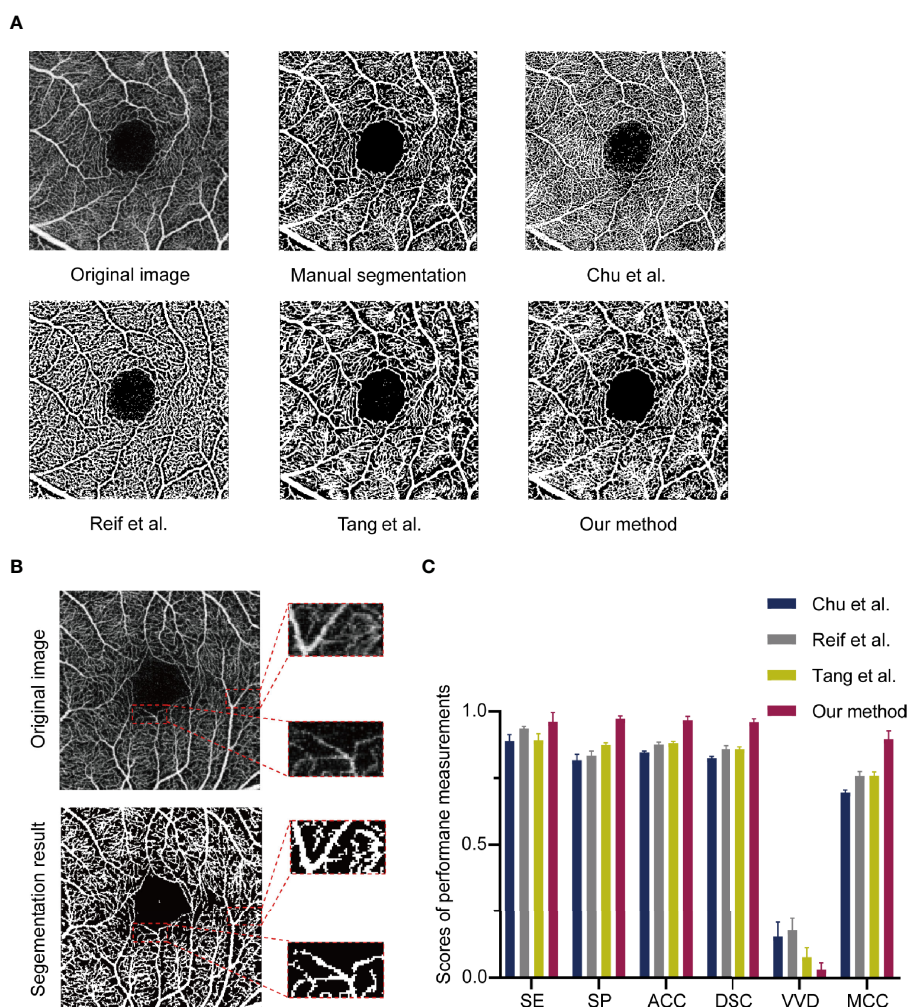 A
Original image
Manual segmentation
Chu et al.
Reif et al.
Tang et al.
Our method
B
Original image
Segementation result
C
Chu et al.
Reif et al.
Tang et al.
Our method
Scores of performane measurements
1.0
0.5
0.0
SE SP ACC DSC VVD MCC